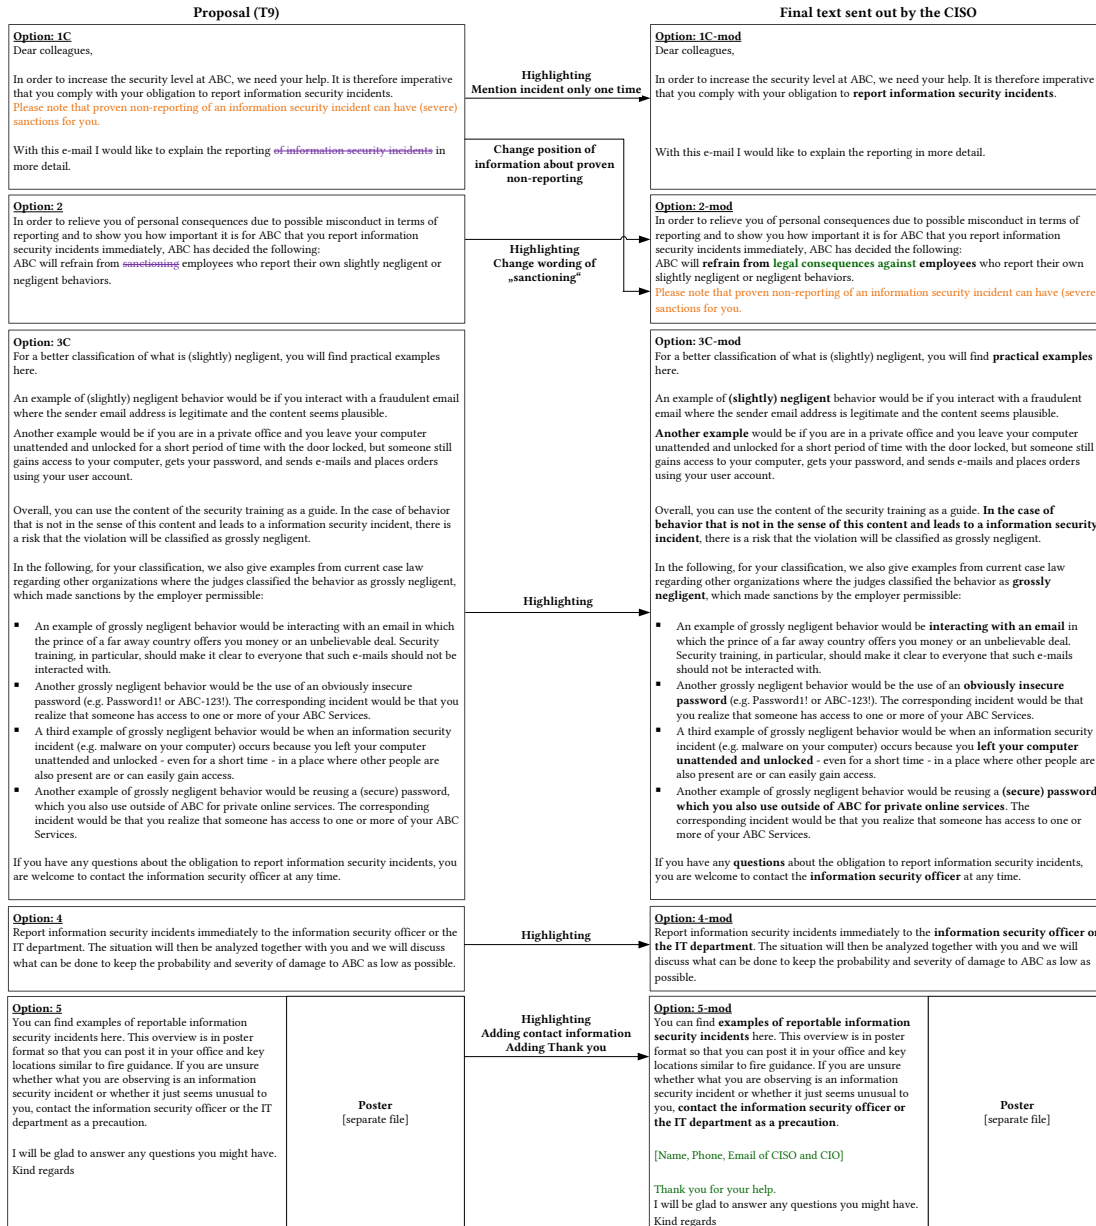 Proposal (T9)
Option: 1C
Dear colleagues,
In order to increase the security level at ABC, we need your help. It is therefore imperative
that you comply with your obligation to report information security incidents.
Please note that proven non-reporting of an information security incident can have (severe)
sanctions for you.
With this e-mail I would like to explain the reporting of information security incidents in
more detail.
Option: 2
In order to relieve you of personal consequences due to possible misconduct in terms of
reporting and to show you how important it is for ABC that you report information
security incidents immediately, ABC has decided the following:
ABC will refrain from sanctioning employees who report their own slightly negligent or
negligent behaviors.
Option: 3C
For a better classification of what is (slightly) negligent, you will find practical examples
here.
An example of (slightly) negligent behavior would be if you interact with a fraudulent email
where the sender email address is legitimate and the content seems plausible.
Another example would be if you are in a private office and you leave your computer
unattended and unlocked for a short period of time with the door locked, but someone still
gains access to your computer, gets your password, and sends e-mails and places orders
using your user account.
Overall, you can use the content of the security training as a guide. In the case of behavior
that is not in the sense of this content and leads to a information security incident, there is
a risk that the violation will be classified as grossly negligent.
In the following, for your classification, we also give examples from current case law
regarding other organizations where the judges classified the behavior as grossly negligent,
which made sanctions by the employer permissible:
▪ An example of grossly negligent behavior would be interacting with an email in which
the prince of a far away country offers you money or an unbelievable deal. Security
training, in particular, should make it clear to everyone that such e-mails should not be
interacted with.
▪ Another grossly negligent behavior would be the use of an obviously insecure
password (e.g. Password1! or ABC-123!). The corresponding incident would be that you
realize that someone has access to one or more of your ABC Services.
▪ A third example of grossly negligent behavior would be when an information security
incident (e.g. malware on your computer) occurs because you left your computer
unattended and unlocked - even for a short time - in a place where other people are
also present are or can easily gain access.
▪ Another example of grossly negligent behavior would be reusing a (secure) password,
which you also use outside of ABC for private online services. The corresponding
incident would be that you realize that someone has access to one or more of your ABC
Services.
If you have any questions about the obligation to report information security incidents, you
are welcome to contact the information security officer at any time.
Option: 4
Report information security incidents immediately to the information security officer or the
IT department. The situation will then be analyzed together with you and we will discuss
what can be done to keep the probability and severity of damage to ABC as low as possible.
Option: 5
You can find examples of reportable information
security incidents here. This overview is in poster
format so that you can post it in your office and key
locations similar to fire guidance. If you are unsure
whether what you are observing is an information
security incident or whether it just seems unusual to
you, contact the information security officer or the IT
department as a precaution.
I will be glad to answer any questions you might have.
Kind regards
Poster
[separate file]
Highlighting
Mention incident only one time
Change position of
information about proven
non-reporting
Highlighting
Change wording of
„sanctioning“
Highlighting
Highlighting
Highlighting
Adding contact information
Adding Thank you
Final text sent out by the CISO
Option: 1C-mod
Dear colleagues,
In order to increase the security level at ABC, we need your help. It is therefore imperative
that you comply with your obligation to report information security incidents.
With this e-mail I would like to explain the reporting in more detail.
Option: 2-mod
In order to relieve you of personal consequences due to possible misconduct in terms of
reporting and to show you how important it is for ABC that you report information
security incidents immediately, ABC has decided the following:
ABC will refrain from legal consequences against employees who report their own
slightly negligent or negligent behaviors.
Please note that proven non-reporting of an information security incident can have (severe
sanctions for you.
Option: 3C-mod
For a better classification of what is (slightly) negligent, you will find practical examples
here.
An example of (slightly) negligent behavior would be if you interact with a fraudulent
email where the sender email address is legitimate and the content seems plausible.
Another example would be if you are in a private office and you leave your computer
unattended and unlocked for a short period of time with the door locked, but someone still
gains access to your computer, gets your password, and sends e-mails and places orders
using your user account.
Overall, you can use the content of the security training as a guide. In the case of
behavior that is not in the sense of this content and leads to a information security
incident, there is a risk that the violation will be classified as grossly negligent.
In the following, for your classification, we also give examples from current case law
regarding other organizations where the judges classified the behavior as grossly
negligent, which made sanctions by the employer permissible:
▪ An example of grossly negligent behavior would be interacting with an email in
which the prince of a far away country offers you money or an unbelievable deal.
Security training, in particular, should make it clear to everyone that such e-mails
should not be interacted with.
▪ Another grossly negligent behavior would be the use of an obviously insecure
password (e.g. Password1! or ABC-123!). The corresponding incident would be that
you realize that someone has access to one or more of your ABC Services.
▪ A third example of grossly negligent behavior would be when an information security
incident (e.g. malware on your computer) occurs because you left your computer
unattended and unlocked - even for a short time - in a place where other people are
also present are or can easily gain access.
▪ Another example of grossly negligent behavior would be reusing a (secure) password
which you also use outside of ABC for private online services. The
corresponding incident would be that you realize that someone has access to one or
more of your ABC Services.
If you have any questions about the obligation to report information security incidents,
you are welcome to contact the information security officer at any time.
Option: 4-mod
Report information security incidents immediately to the information security officer or
the IT department. The situation will then be analyzed together with you and we will
discuss what can be done to keep the probability and severity of damage to ABC as low as
possible.
Option: 5-mod
You can find examples of reportable information
security incidents here. This overview is in poster
format so that you can post it in your office and key
locations similar to fire guidance. If you are unsure
whether what you are observing is an information
security incident or whether it just seems unusual to
you, contact the information security officer or
the IT department as a precaution.
[Name, Phone, Email of CISO and CIO]
Thank you for your help.
I will be glad to answer any questions you might have.
Kind regards
Poster
[separate file]